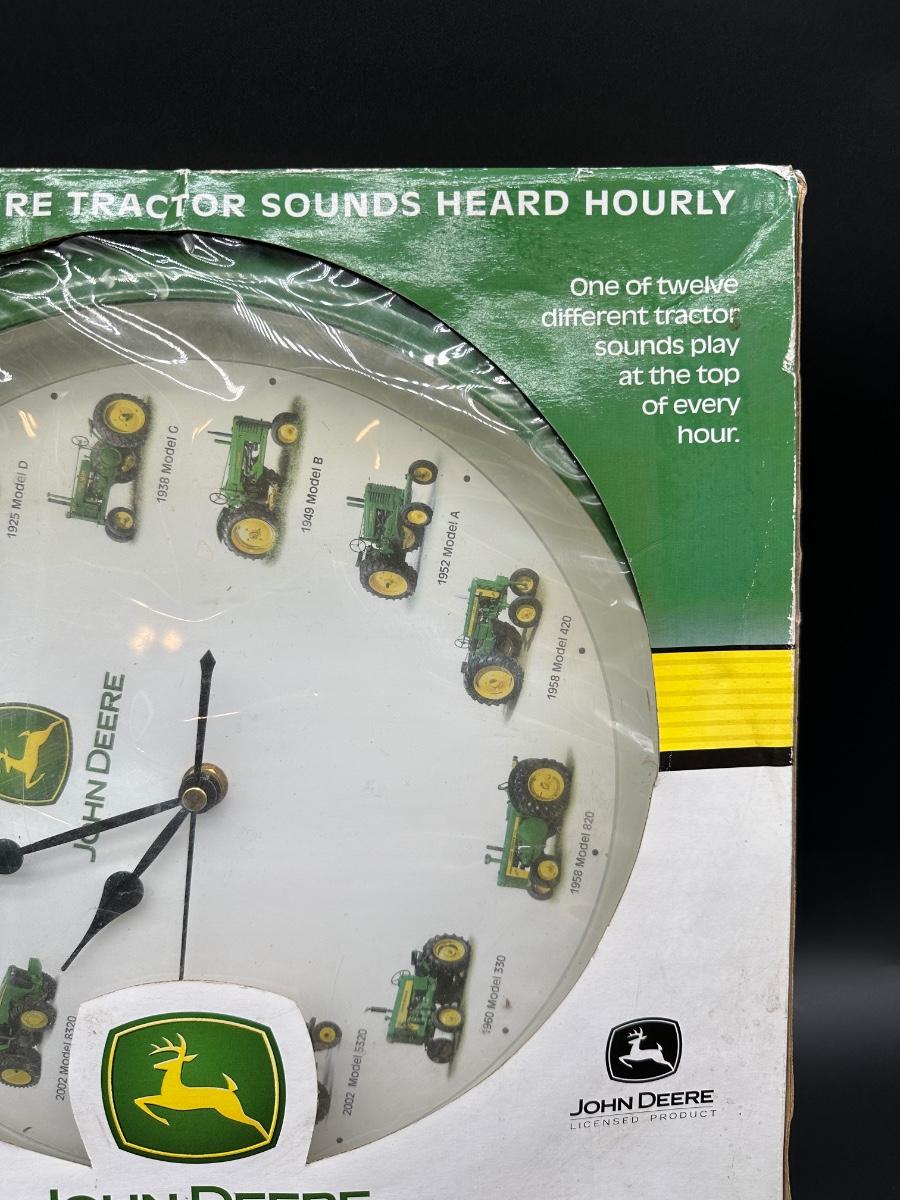 RE TRACTOR SOUNDS HEARD HOURLY
One of twelve
different tractor
sounds play
at the top
of every
hour.
1925 Model D
1938 Model G
1949 Model B
1952 Model A
1958 Model 420
1958 Model 820
1960 Model 330
2002 Model 5320
2002 Model 8320
JOHN DEERE
JOHN DEERE
LICENSED PRODUCT
JOHN DEERE